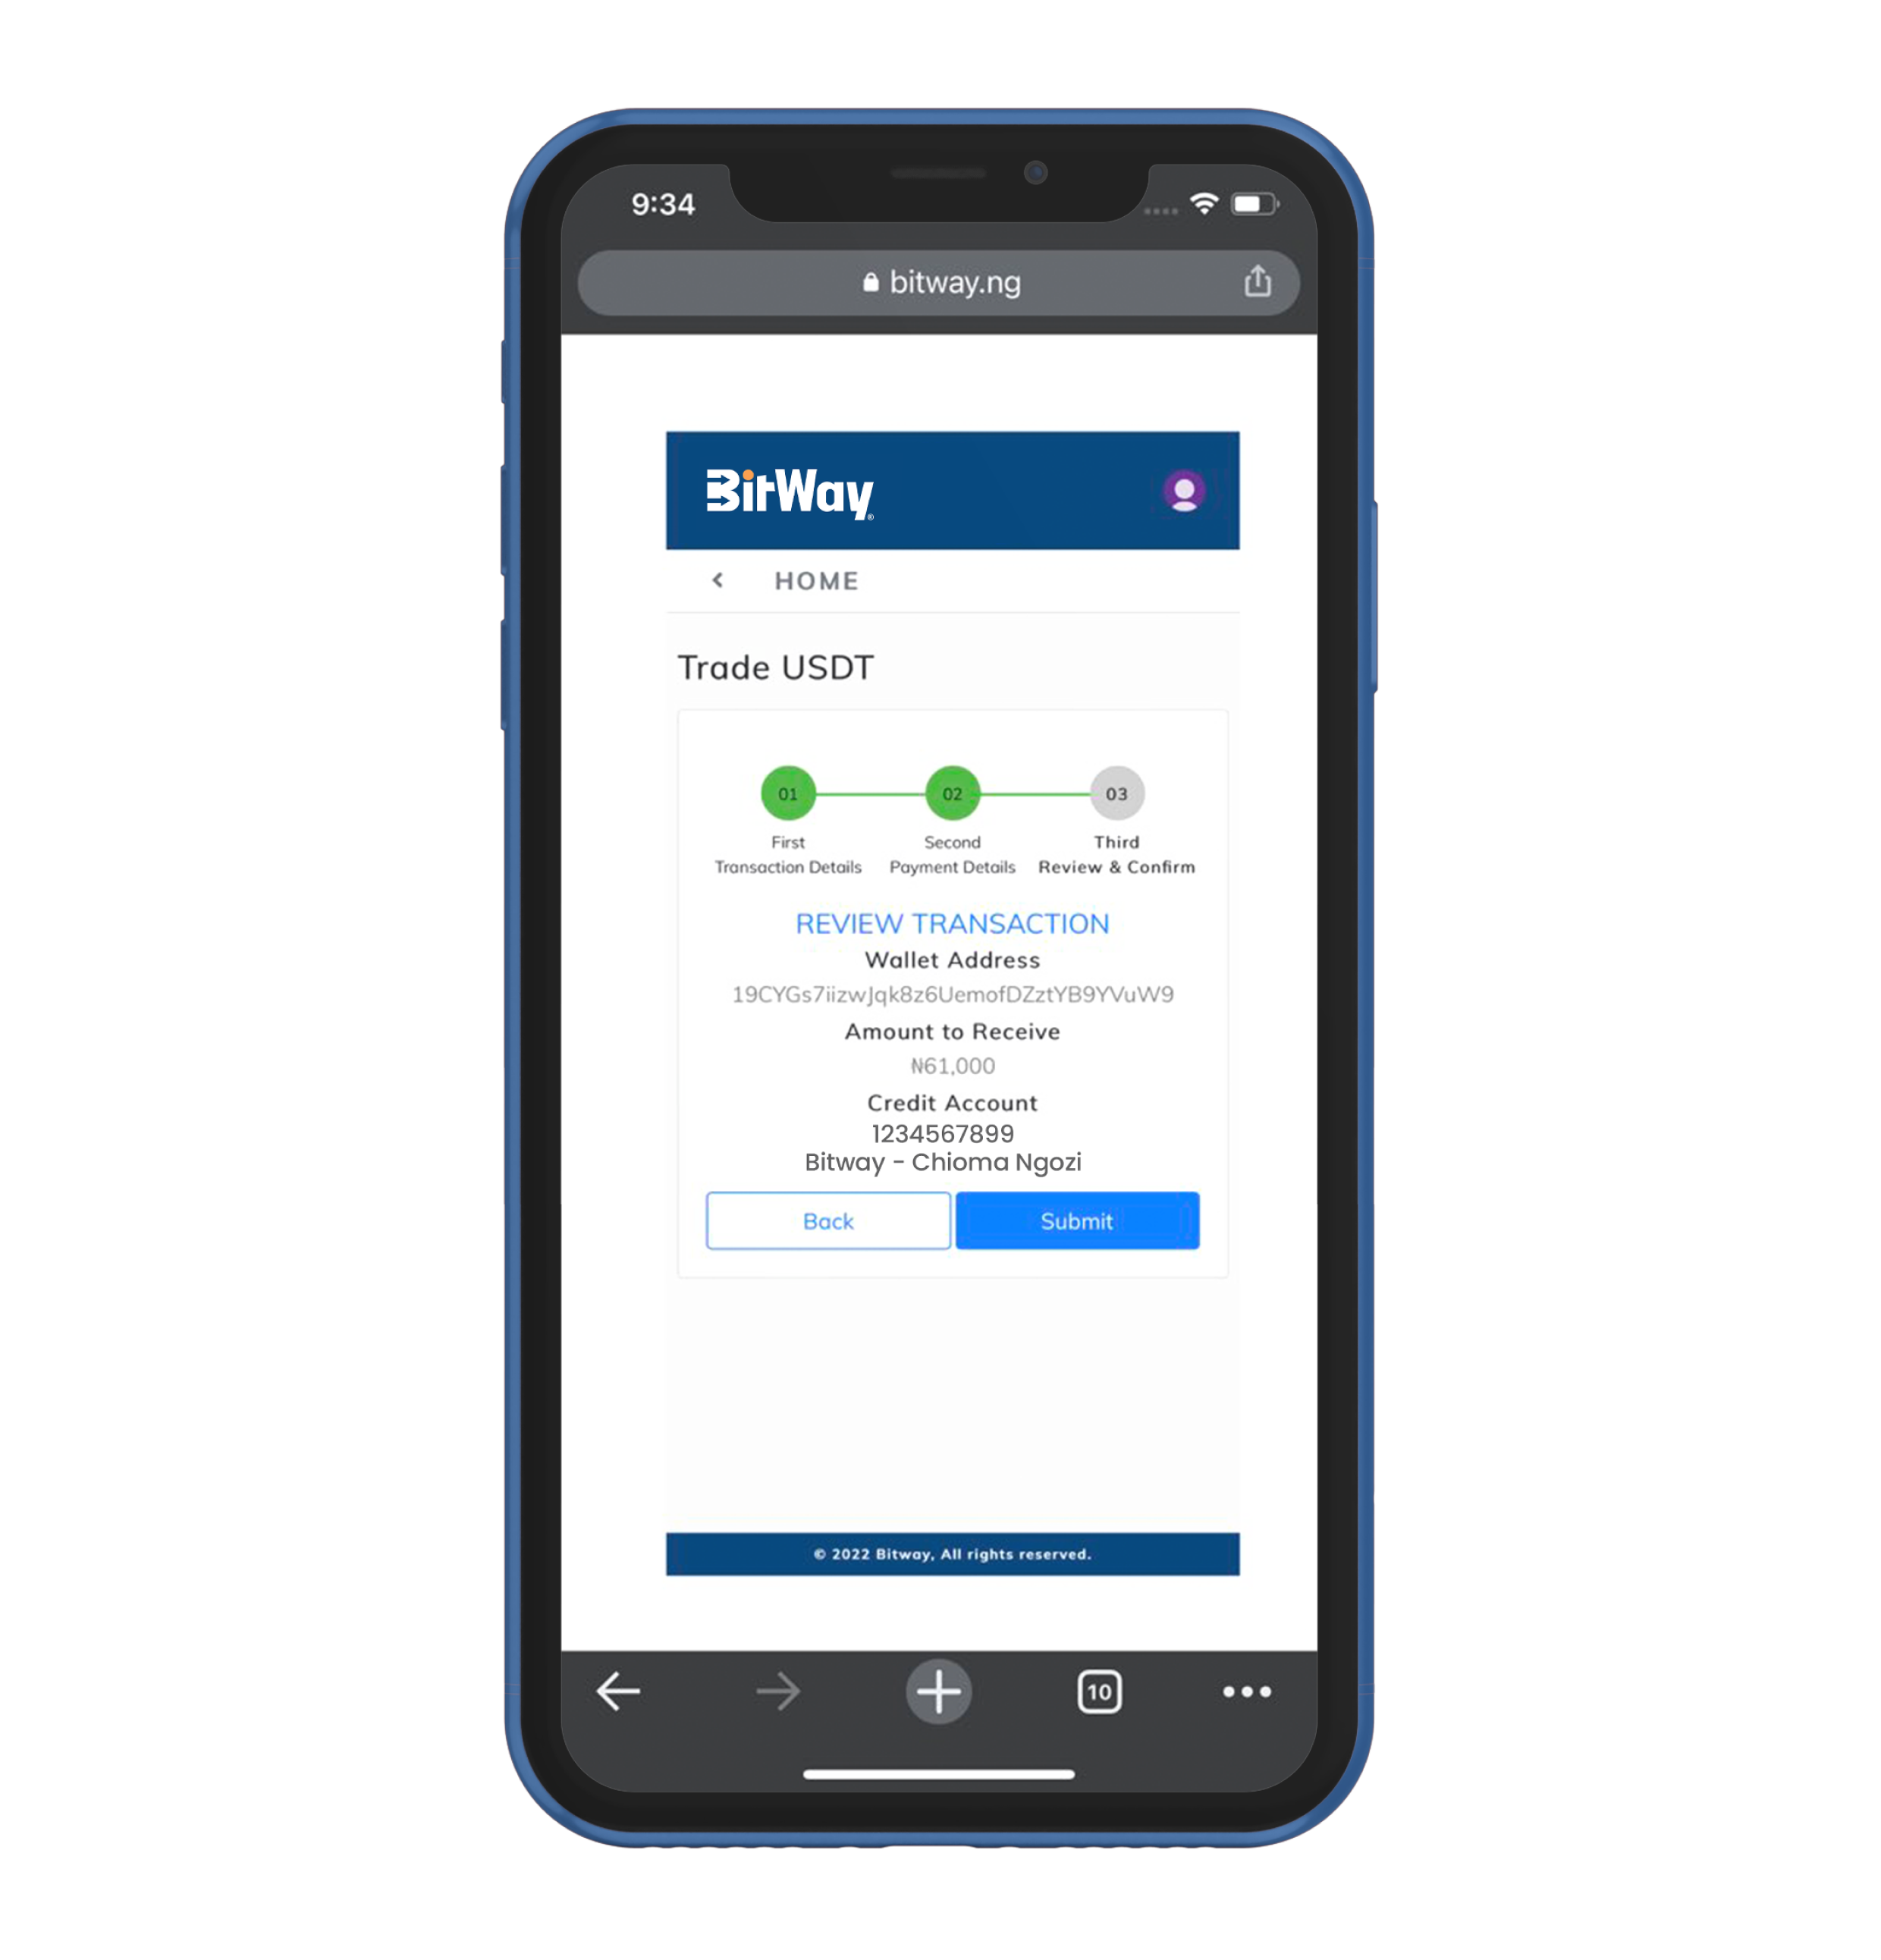 9:34
bitway.ng
BitWay®
HOME
Trade USDT
01 02 03
First Second Third
Transaction Details Payment Details Review & Confirm
REVIEW TRANSACTION
Wallet Address
19CYGs7iizwJqk8z6UemofDZztYB9YVuW9
Amount to Receive
₦61,000
Credit Account
1234567899
Bitway - Chioma Ngozi
Back Submit
© 2022 Bitway, All rights reserved.
10